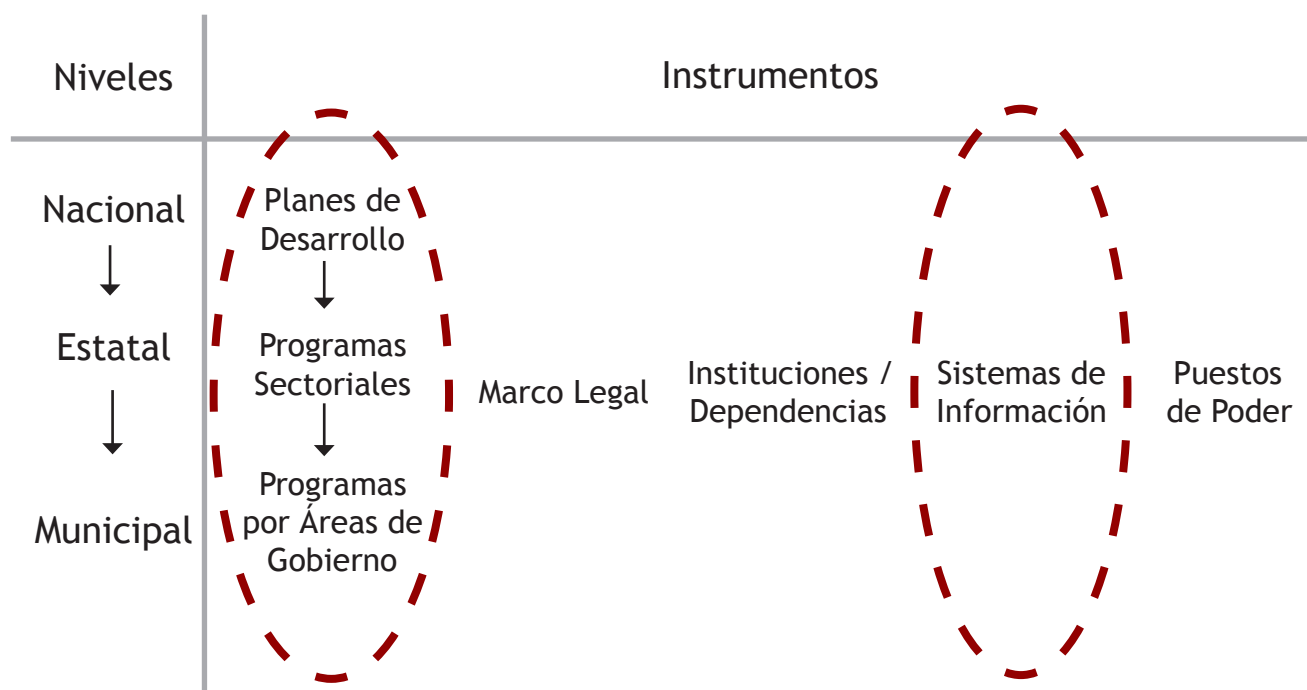 Niveles
Instrumentos
Nacional
Estatal
Municipal
Planes de
Desarrollo
Programas
Sectoriales
Programas
por Áreas de
Gobierno
Marco Legal
Instituciones /
Dependencias
Sistemas de
Información
Puestos
de Poder